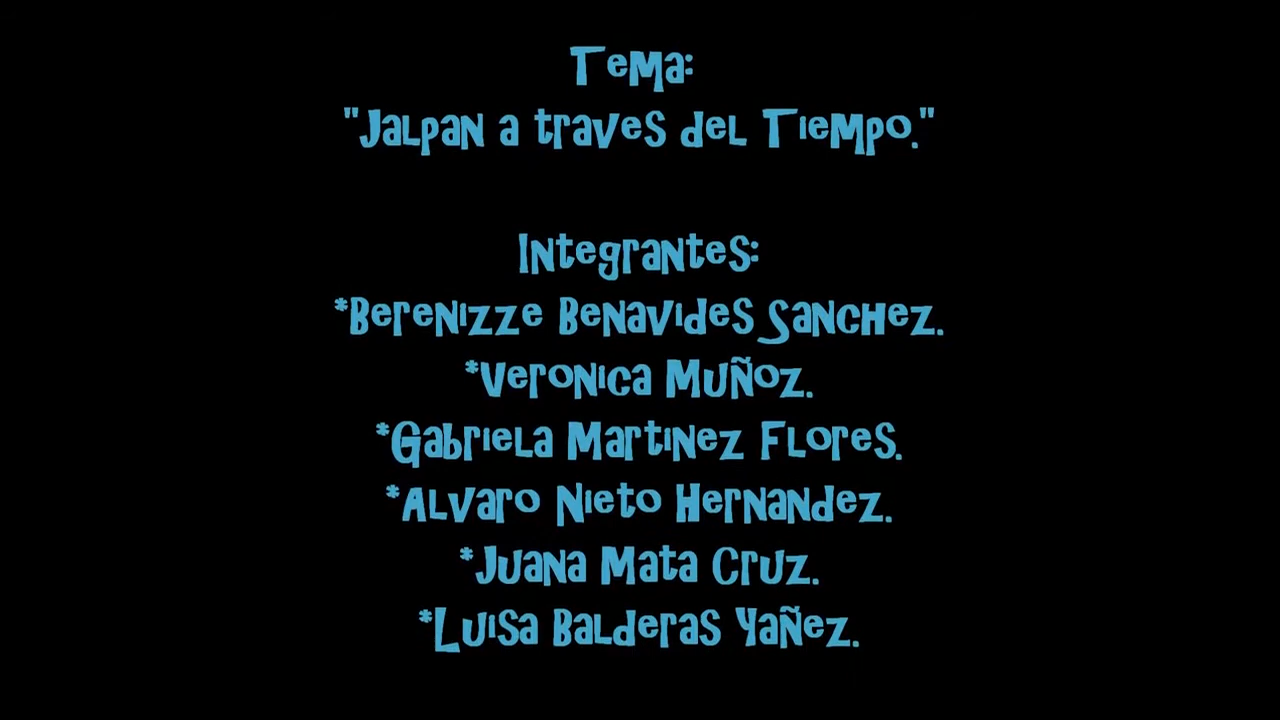 Tema:
"Jalpan a traves del Tiempo."
Integrantes:
*Berenizze Benavides Sanchez.
*Veronica Muñoz.
*Gabriela Martinez Flores.
*Alvaro Nieto Hernandez.
*Juana Mata Cruz.
*Luisa Balderas Yañez.